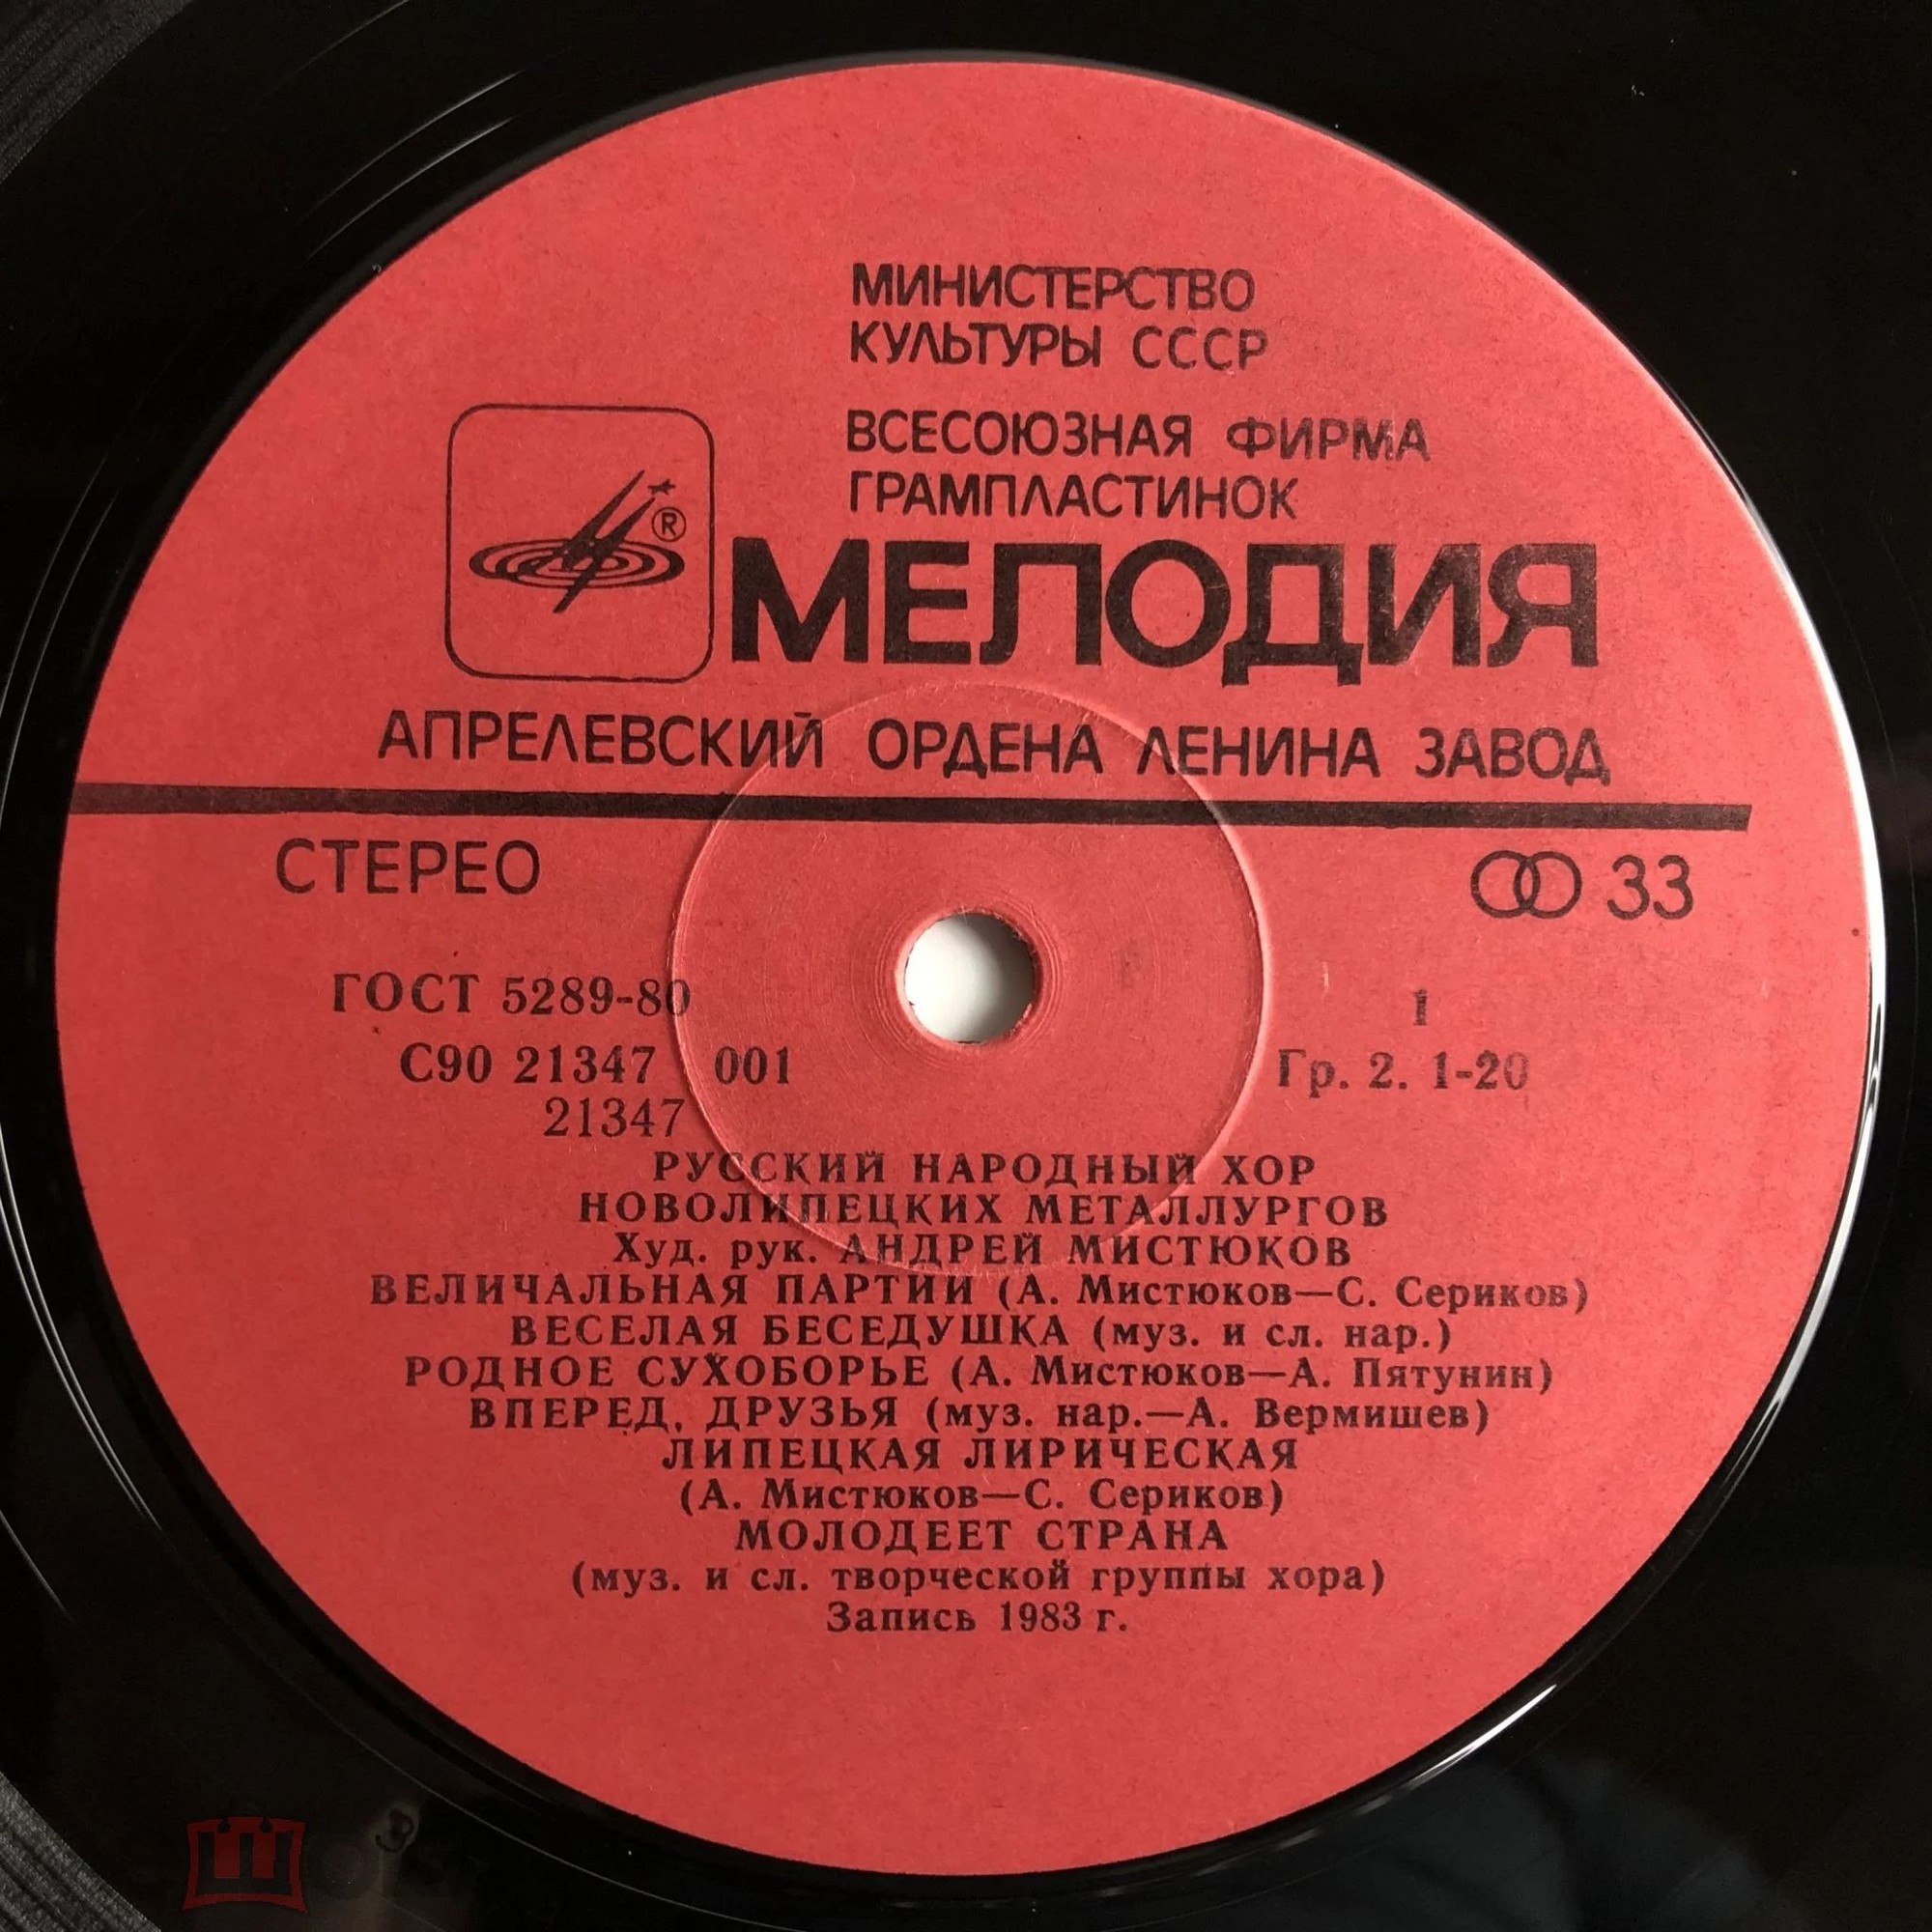 МИНИСТЕРСТВО
КУЛЬТУРЫ СССР
ВСЕСОЮЗНАЯ ФИРМА
ГРАМПЛАСТИНОК
®
МЕЛОДИЯ
АПРЕЛЕВСКИЙ ОРДЕНА ЛЕНИНА ЗАВОД
СТЕРЕО 33
ГОСТ 5289-80 1
С90 21347 001 Гр. 2. 1-20
21347
РУССКИЙ НАРОДНЫЙ ХОР
НОВОЛИПЕЦКИХ МЕТАЛЛУРГОВ
Худ. рук. АНДРЕЙ МИСТЮКОВ
ВЕЛИЧАЛЬНАЯ ПАРТИИ (А. Мистюков—С. Сериков)
ВЕСЕЛАЯ БЕСЕДУШКА (муз. и сл. нар.)
РОДНОЕ СУХОБОРЬЕ (А. Мистюков—А. Пятунин)
ВПЕРЕД, ДРУЗЬЯ (муз. нар.—А. Вермишев)
ЛИПЕЦКАЯ ЛИРИЧЕСКАЯ
(А. Мистюков—С. Сериков)
МОЛОДЕЕТ СТРАНА
(муз. и сл. творческой группы хора)
Запись 1983 г.